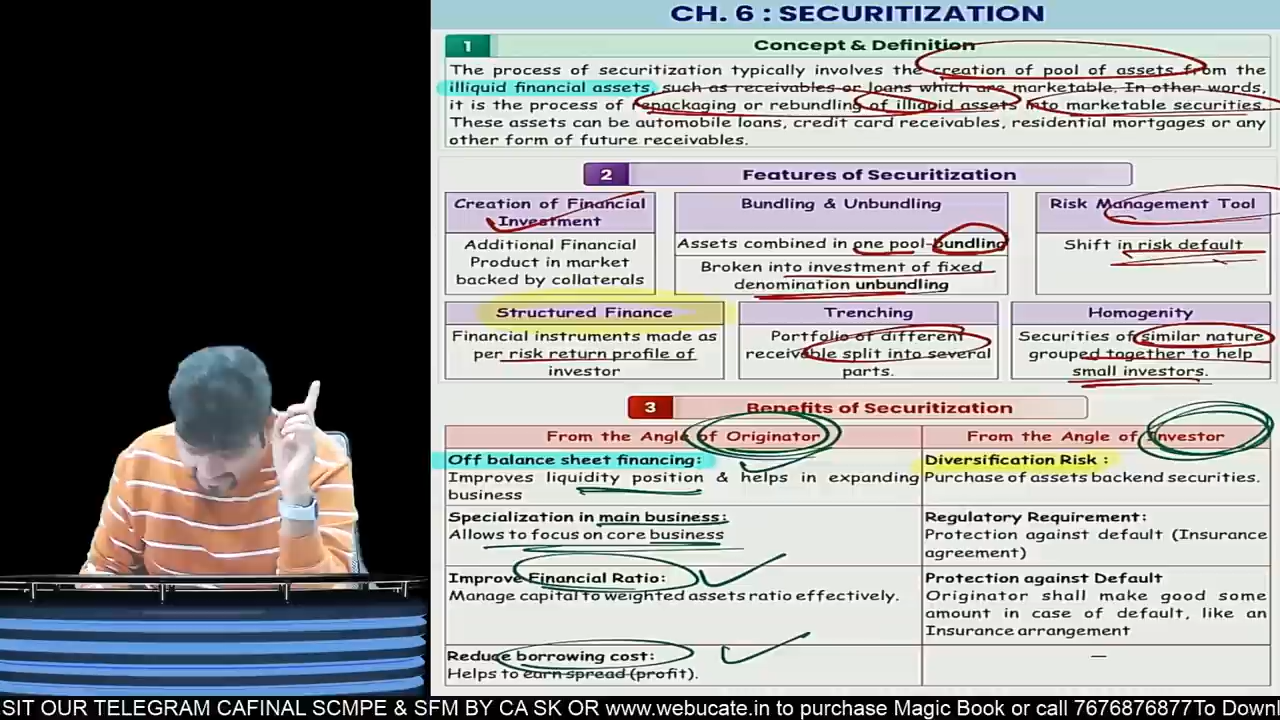 CH. 6 : SECURITIZATION
1 Concept & Definition
The process of securitization typically involves the creation of pool of assets from the
illiquid financial assets, such as receivables or loans which are marketable. In other words,
it is the process of repackaging or rebundling of illiquid assets into marketable securities.
These assets can be automobile loans, credit card receivables, residential mortgages or any
other form of future receivables.
2 Features of Securitization
Creation of Financial
Investment
Additional Financial
Product in market
backed by collaterals
Bundling & Unbundling
Assets combined in one pool-bundling
Broken into investment of fixed
denomination unbundling
Risk Management Tool
Shift in risk default
Structured Finance
Financial instruments made as
per risk return profile of
investor
Trenching
Portfolio of different
receivable split into several
parts.
Homogenity
Securities of similar nature
grouped together to help
small investors.
3 Benefits of Securitization
From the Angle of Originator
From the Angle of Investor
Off balance sheet financing:
Improves liquidity position & helps in expanding
business
Diversification Risk :
Purchase of assets backend securities.
Specialization in main business:
Allows to focus on core business
Regulatory Requirement:
Protection against default (Insurance
agreement)
Improve Financial Ratio:
Manage capital to weighted assets ratio effectively.
Protection against Default
Originator shall make good some
amount in case of default, like an
Insurance arrangement
Reduce borrowing cost:
Helps to earn spread (profit).
—
SIT OUR TELEGRAM CAFINAL SCMPE & SFM BY CA SK OR www.webucate.in to purchase Magic Book or call 7676876877To Down